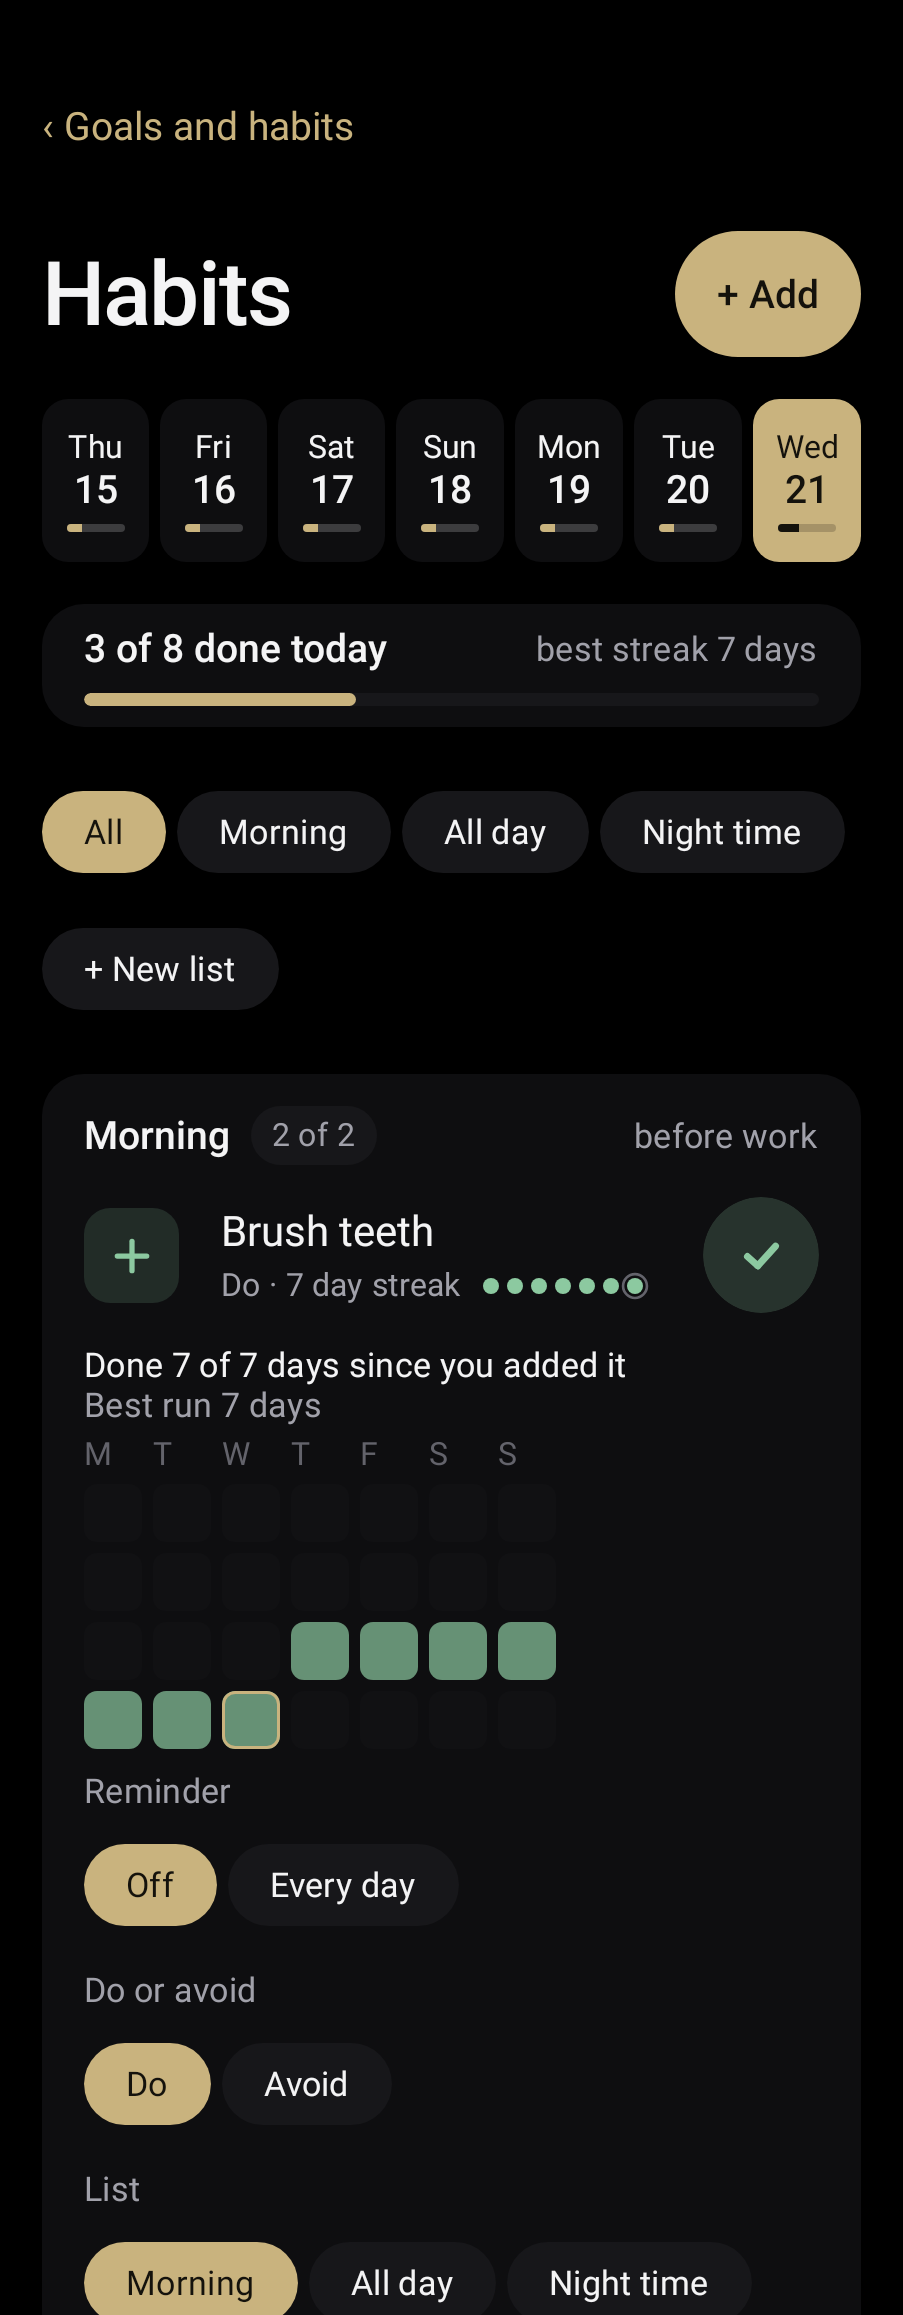 ‹ Goals and habits
Habits
+ Add
Thu Fri Sat Sun Mon Tue Wed
15 16 17 18 19 20 21
3 of 8 done today best streak 7 days
All Morning All day Night time
+ New list
Morning 2 of 2 before work
Brush teeth
Do · 7 day streak
Done 7 of 7 days since you added it
Best run 7 days
M T W T F S S
Reminder
Off Every day
Do or avoid
Do Avoid
List
Morning All day Night time